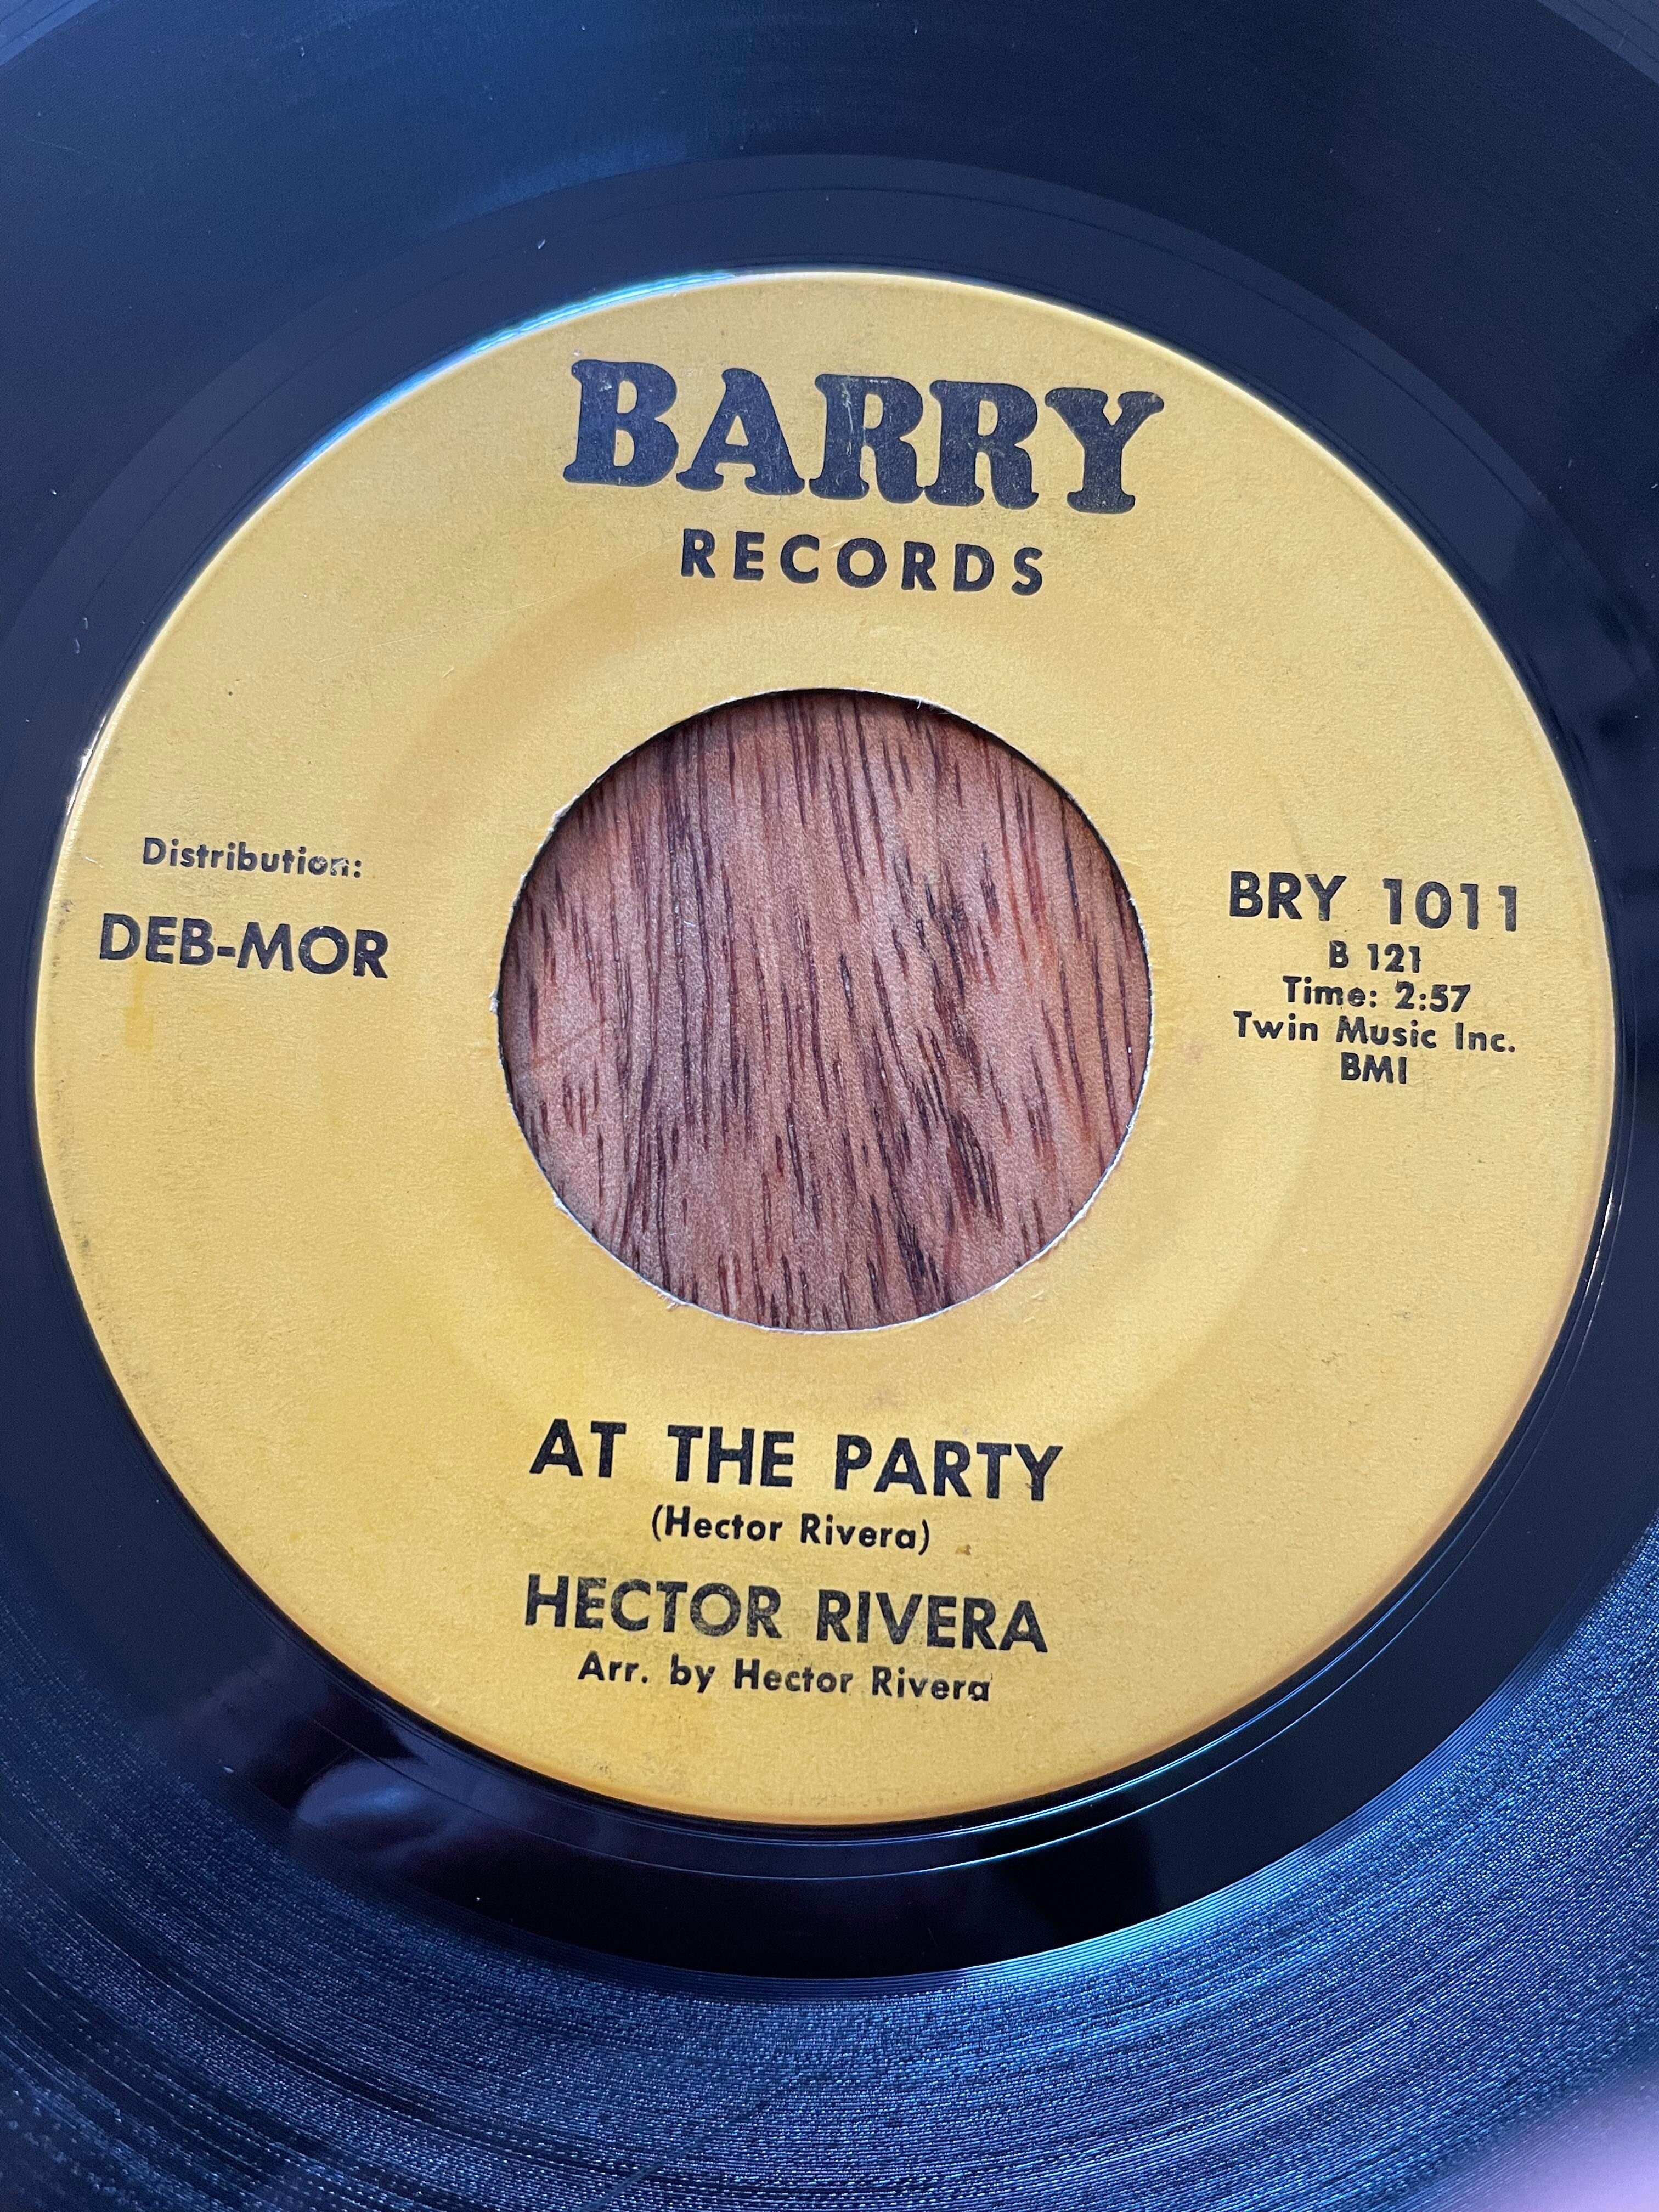 BARRY
RECORDS
Distribution:
DEB-MOR
BRY 1011
B 121
Time: 2:57
Twin Music Inc.
BMI
AT THE PARTY
(Hector Rivera)
HECTOR RIVERA
Arr. by Hector Rivera